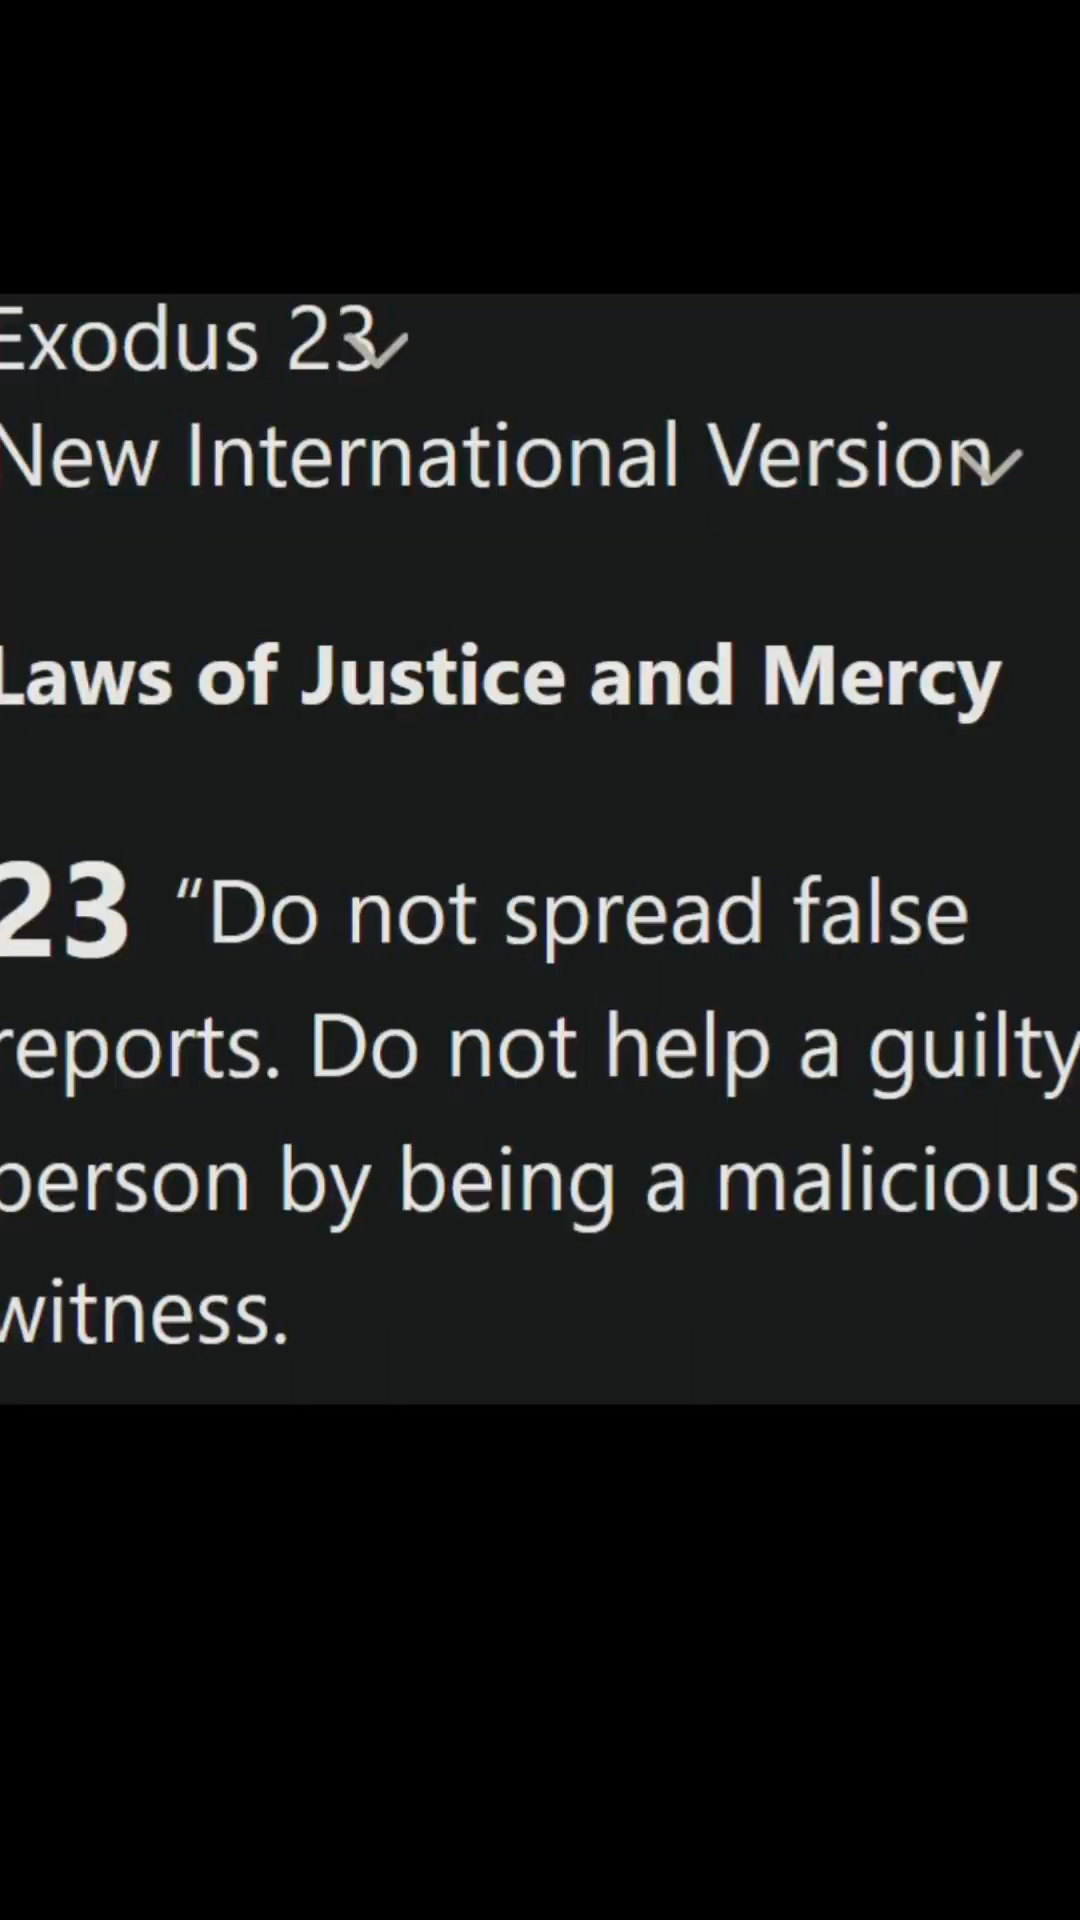 Exodus 23
New International Version
Laws of Justice and Mercy
23 “Do not spread false
reports. Do not help a guilty
person by being a malicious
witness.